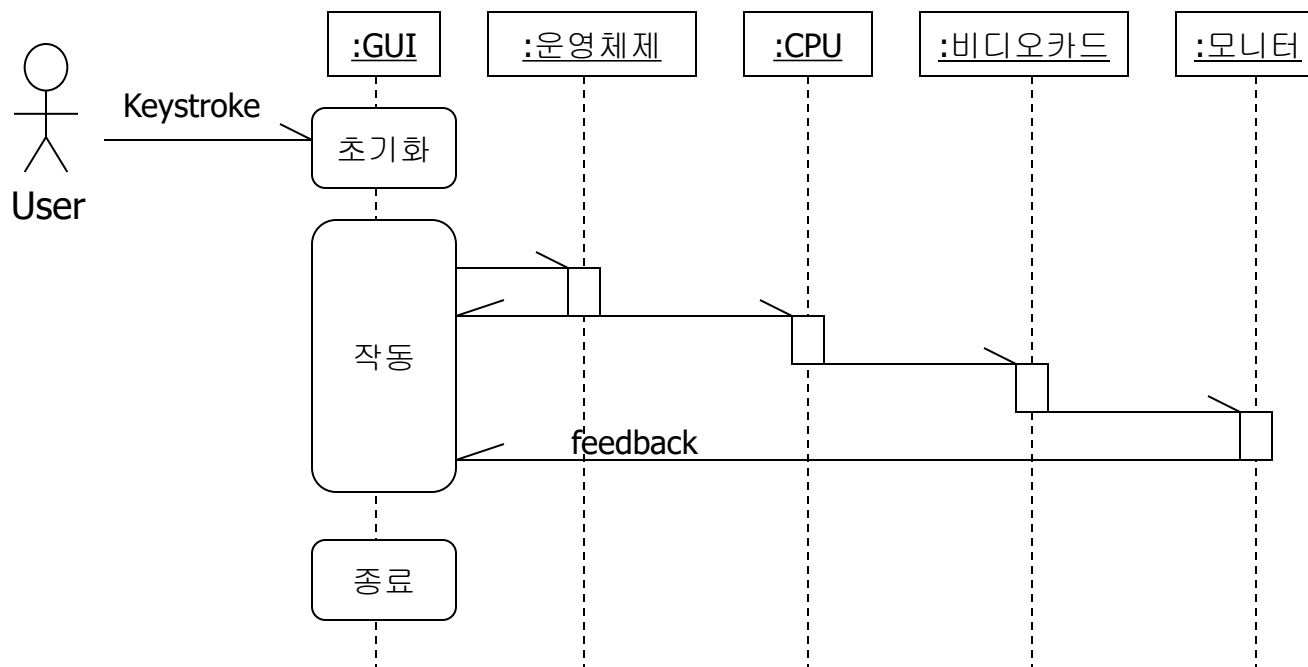 :GUI
:운영체제
:CPU
:비디오카드
:모니터
Keystroke
초기화
User
작동
feedback
종료